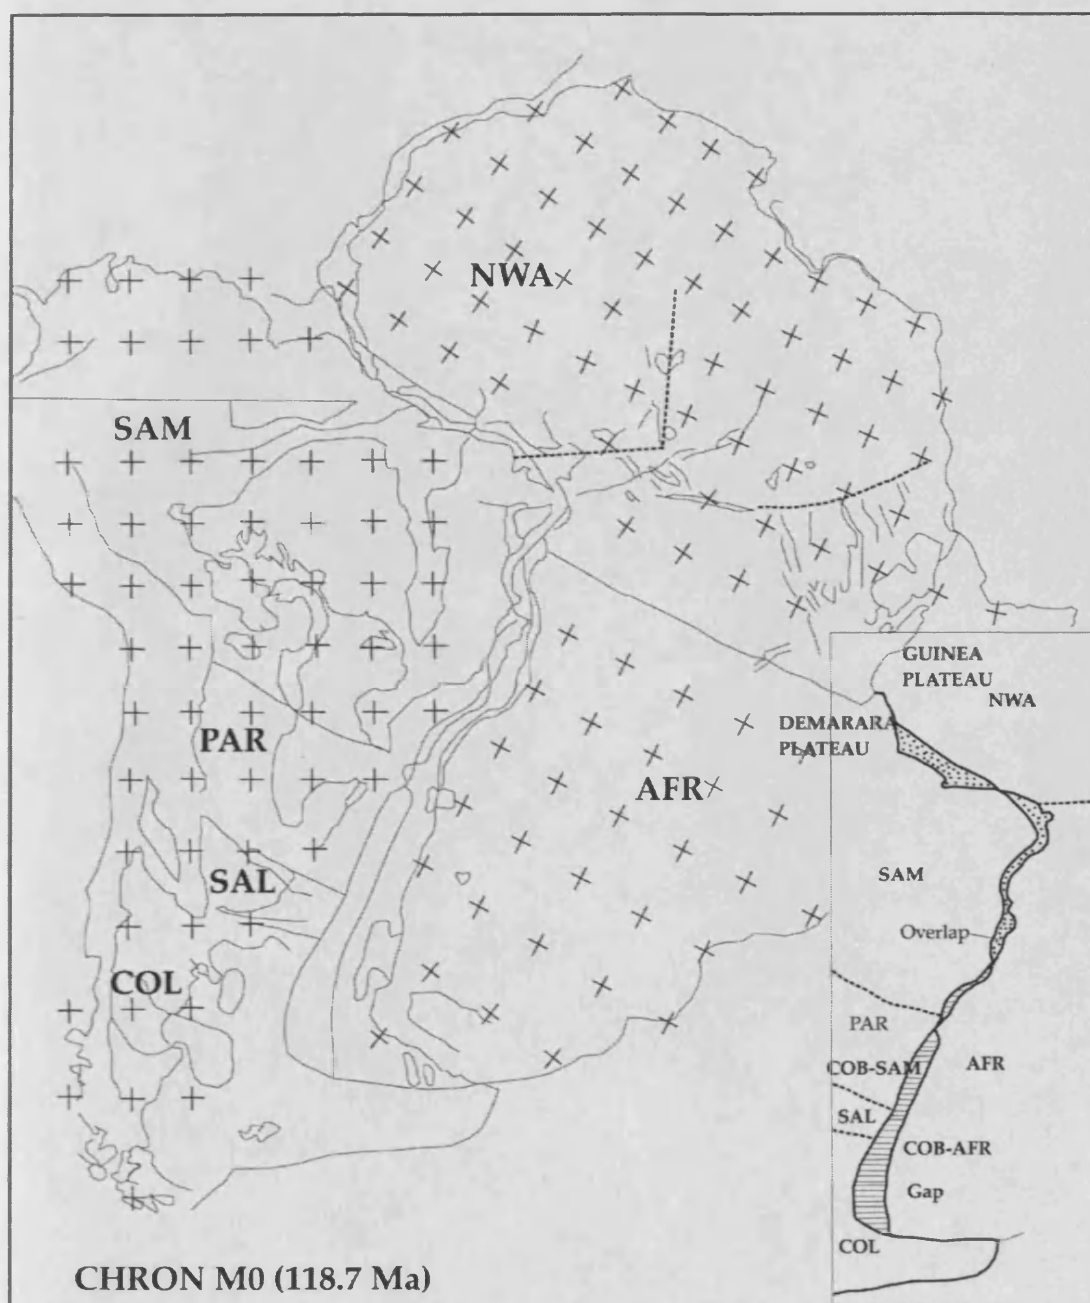 NWA
SAM
PAR
AFR
SAL
COL
CHRON M0 (118.7 Ma)
GUINEA
PLATEAU
NWA
DEMARARA
PLATEAU
SAM
Overlap
PAR
COB-SAM
AFR
SAL
COB-AFR
Gap
COL